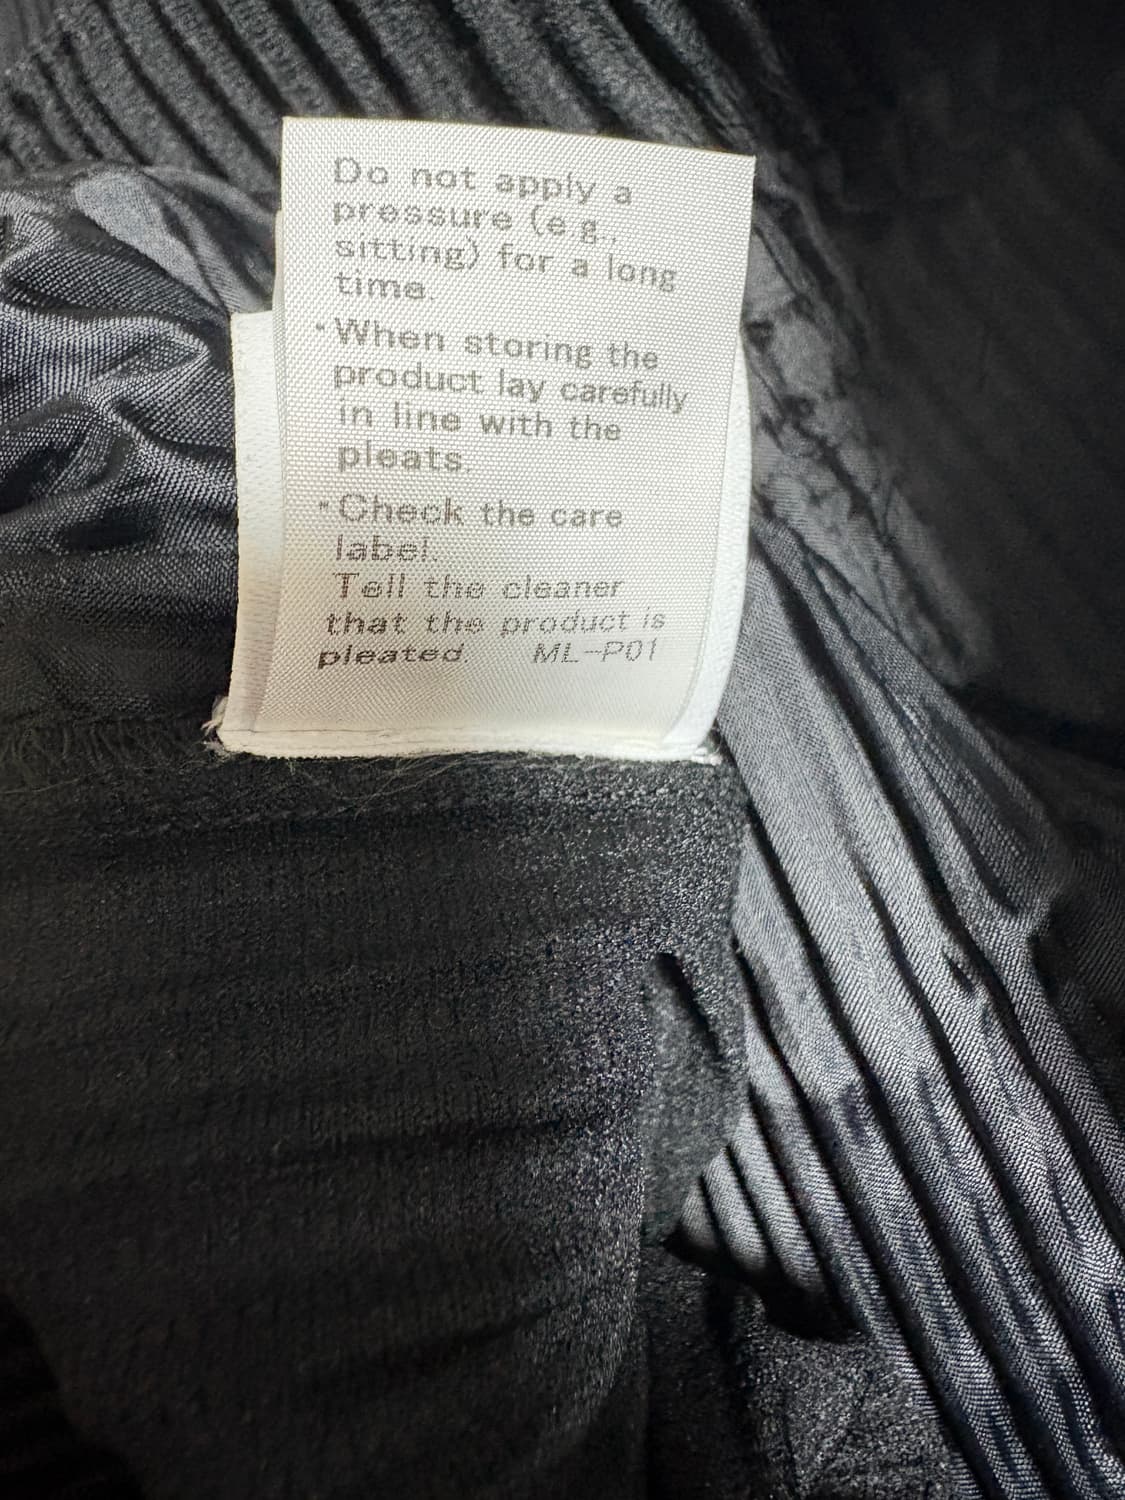 Do not apply a
pressure (e.g.,
sitting) for a long
time.
・When storing the
product lay carefully
in line with the
pleats.
・Check the care
label.
Tell the cleaner
that the product is
pleated. ML-P01